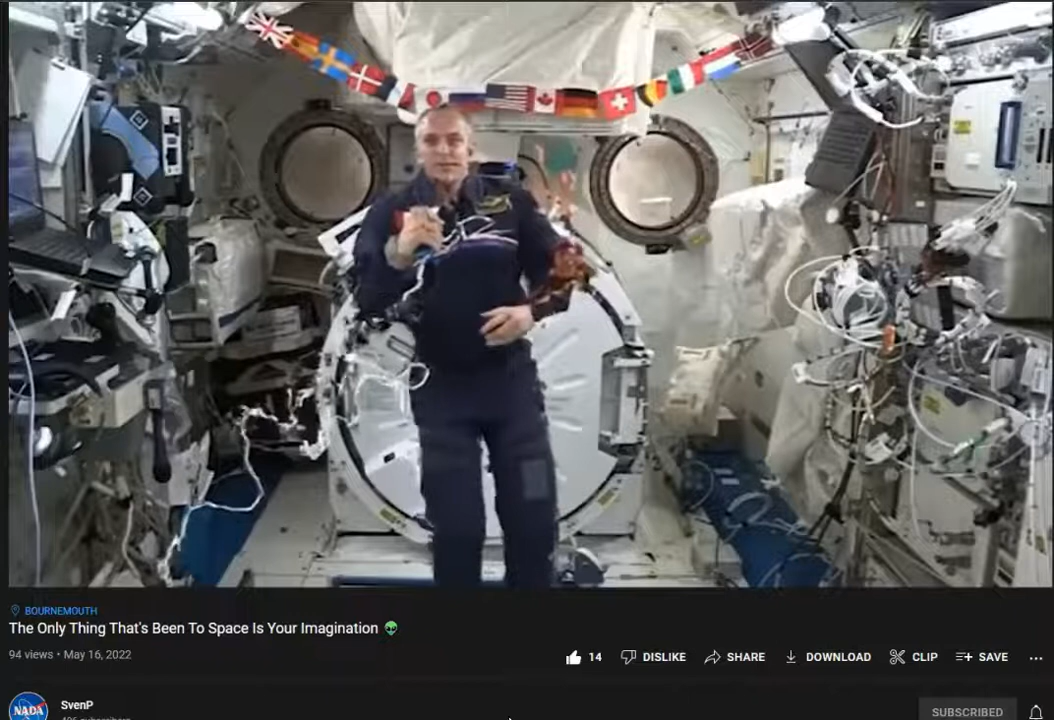 BOURNEMOUTH
The Only Thing That's Been To Space Is Your Imagination 👽
94 views • May 16, 2022
14 DISLIKE SHARE DOWNLOAD CLIP SAVE ...
NADA
SvenP
SUBSCRIBED